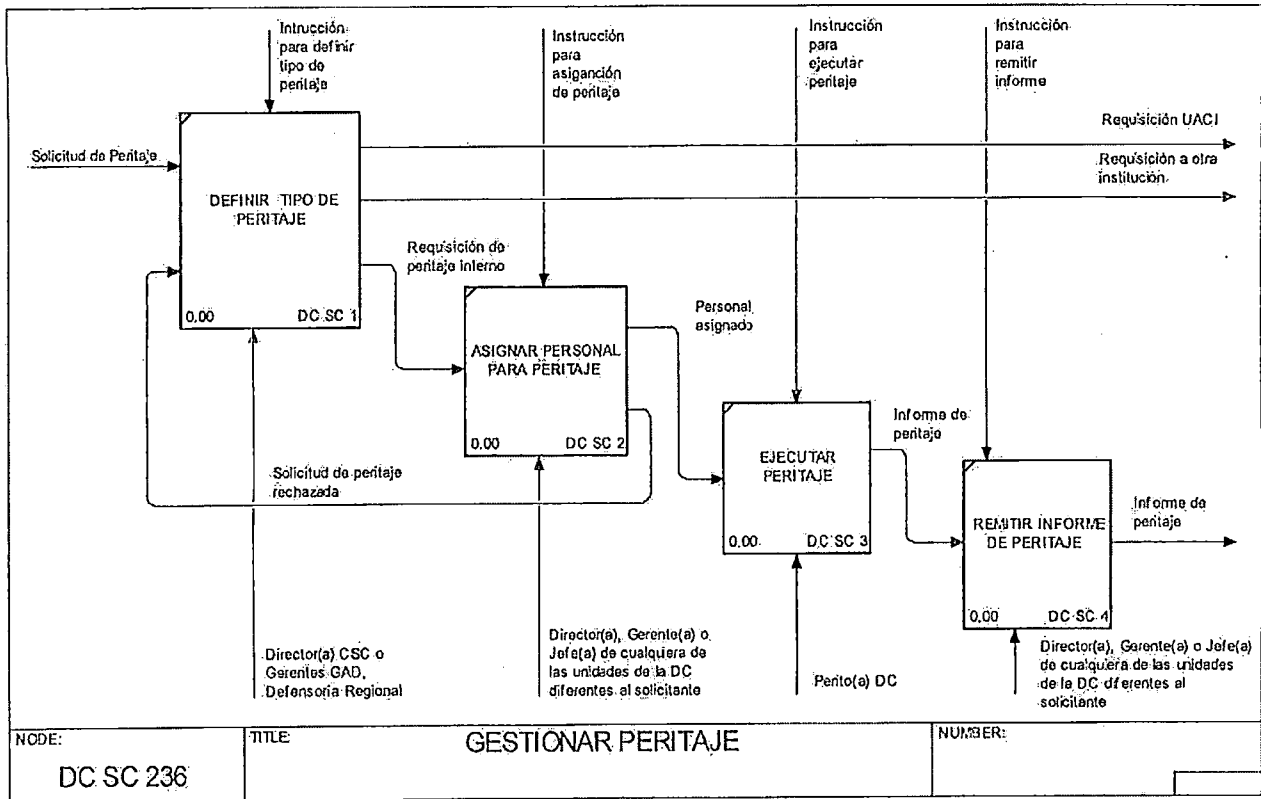 Intrucción
para definir
tipo de
peritaje
Instrucción
para
asigancíón
de peritaje
Instrucción
para
ejecutar
peritaje
Instrucción
para
remitir
informe
Solicitud de Peritaje
Requisición UACI
Requisición a otra
institución
DEFINIR TIPO DE
PERITAJE
0.00 DC SC 1
Requisición de
peritaje interno
ASIGNAR PERSONAL
PARA PERITAJE
0.00 DC SC 2
Personal
asignado
EJECUTAR
PERITAJE
0.00 DC SC 3
Informe de
peritaje
REMITIR INFORME
DE PERITAJE
0.00 DC SC 4
Informe de
peritaje
Solicitud de peritaje
rechazada
Director(a) CSC o
Gerentes GAD,
Defensoria Regional
Director(a), Gerente(a) o
Jefe(a) de cualquiera de
las unidades de la DC
diferentes al solicitante
Perito(a) DC
Director(a), Gerente(a) o Jefe(a)
de cualquiera de las unidades
de la DC diferentes al
solicitante
NODE:
DC SC 236
TITLE:
GESTIONAR PERITAJE
NUMBER: